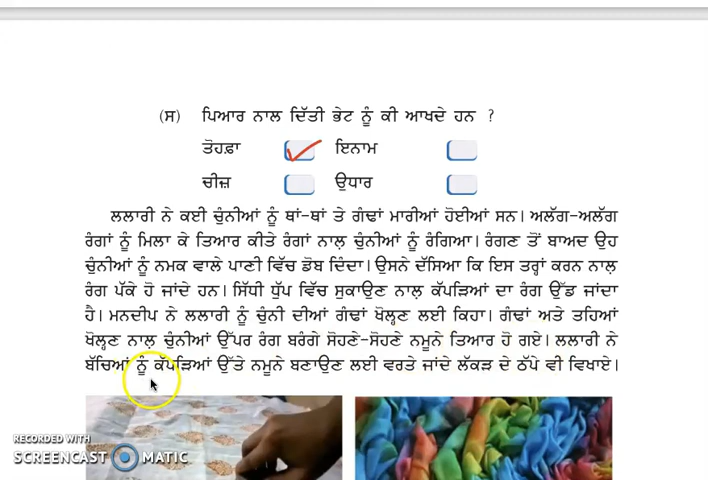 (ਸ) ਪਿਆਰ ਨਾਲ ਦਿੱਤੀ ਭੇਟ ਨੂੰ ਕੀ ਆਖਦੇ ਹਨ ?
ਤੋਹਫ਼ਾ ਇਨਾਮ
ਚੀਜ਼ ਉਧਾਰ
ਲਲਾਰੀ ਨੇ ਕਈ ਚੁੰਨੀਆਂ ਨੂੰ ਥਾਂ-ਥਾਂ ਤੇ ਗੰਢਾਂ ਮਾਰੀਆਂ ਹੋਈਆਂ ਸਨ। ਅਲੱਗ-ਅਲੱਗ
ਰੰਗਾਂ ਨੂੰ ਮਿਲਾ ਕੇ ਤਿਆਰ ਕੀਤੇ ਰੰਗਾਂ ਨਾਲ਼ ਚੁੰਨੀਆਂ ਨੂੰ ਰੰਗਿਆ। ਰੰਗਣ ਤੋਂ ਬਾਅਦ ਉਹ
ਚੁੰਨੀਆਂ ਨੂੰ ਨਮਕ ਵਾਲੇ ਪਾਣੀ ਵਿੱਚ ਡੋਬ ਦਿੰਦਾ। ਉਸਨੇ ਦੱਸਿਆ ਕਿ ਇਸ ਤਰ੍ਹਾਂ ਕਰਨ ਨਾਲ਼
ਰੰਗ ਪੱਕੇ ਹੋ ਜਾਂਦੇ ਹਨ। ਸਿੱਧੀ ਧੁੱਪ ਵਿੱਚ ਸੁਕਾਉਣ ਨਾਲ਼ ਕੱਪੜਿਆਂ ਦਾ ਰੰਗ ਉੱਡ ਜਾਂਦਾ
ਹੈ। ਮਨਦੀਪ ਨੇ ਲਲਾਰੀ ਨੂੰ ਚੁੰਨੀ ਦੀਆਂ ਗੰਢਾਂ ਖੋਲ੍ਹਣ ਲਈ ਕਿਹਾ। ਗੰਢਾਂ ਅਤੇ ਤਹਿਆਂ
ਖੋਲ੍ਹਣ ਨਾਲ਼ ਚੁੰਨੀਆਂ ਉੱਪਰ ਰੰਗ ਬਰੰਗੇ ਸੋਹਣੇ-ਸੋਹਣੇ ਨਮੂਨੇ ਤਿਆਰ ਹੋ ਗਏ। ਲਲਾਰੀ ਨੇ
ਬੱਚਿਆਂ ਨੂੰ ਕੱਪੜਿਆਂ ਉੱਤੇ ਨਮੂਨੇ ਬਣਾਉਣ ਲਈ ਵਰਤੇ ਜਾਂਦੇ ਲੱਕੜ ਦੇ ਠੱਪੇ ਵੀ ਵਿਖਾਏ।
RECORDED WITH
SCREENCAST MATIC